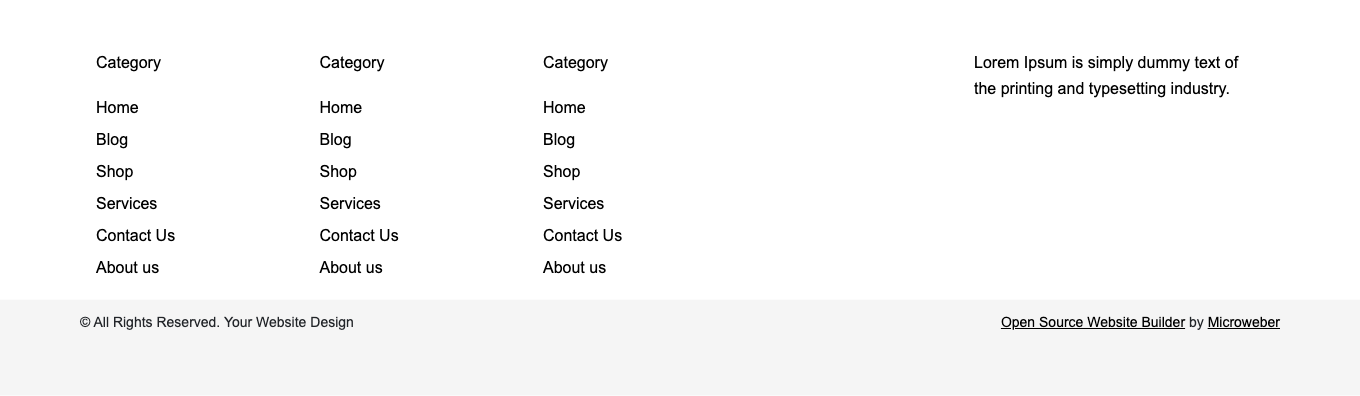 Category
Home
Blog
Shop
Services
Contact Us
About us
Category
Home
Blog
Shop
Services
Contact Us
About us
Category
Home
Blog
Shop
Services
Contact Us
About us
Lorem Ipsum is simply dummy text of
the printing and typesetting industry.
© All Rights Reserved. Your Website Design
Open Source Website Builder by Microweber